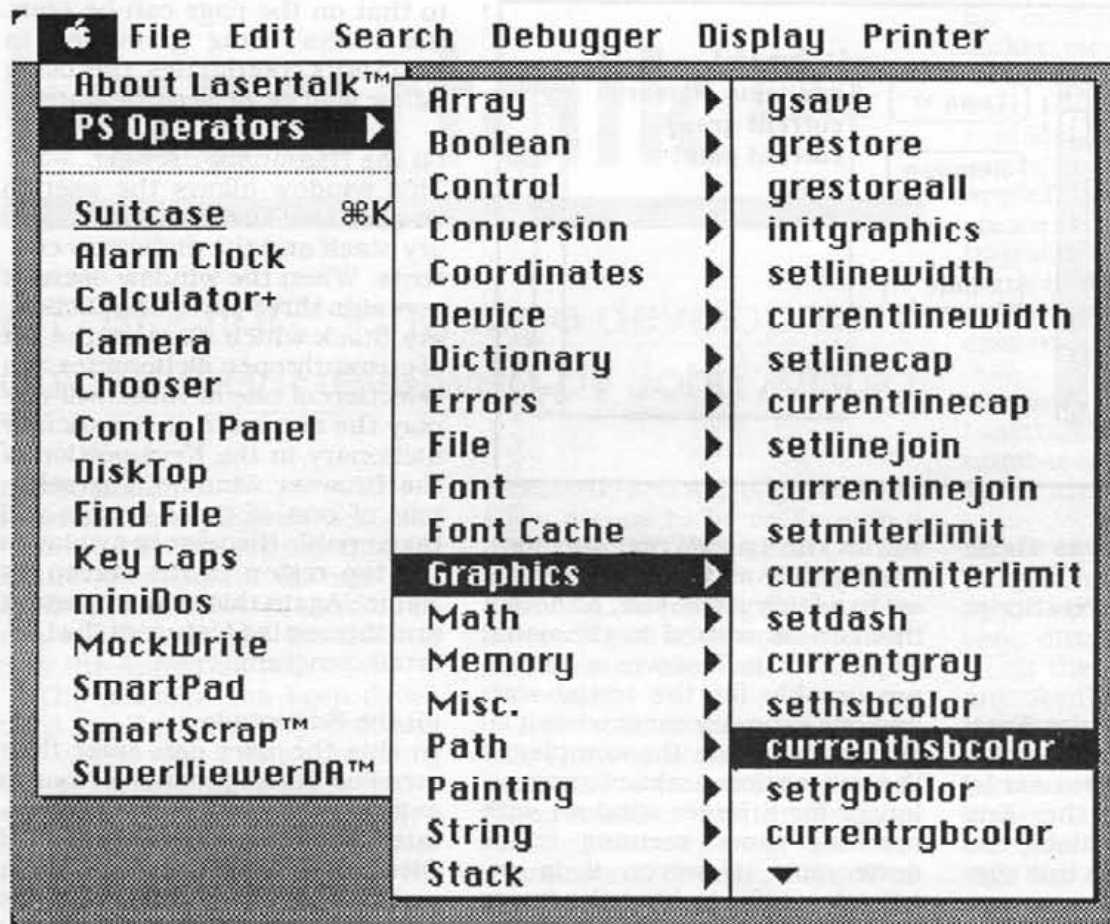 File Edit Search Debugger Display Printer
About Lasertalk™
PS Operators
Suitcase ⌘K
Alarm Clock
Calculator+
Camera
Chooser
Control Panel
DiskTop
Find File
Key Caps
miniDos
MockWrite
SmartPad
SmartScrap™
SuperViewerDA™
Array
Boolean
Control
Conversion
Coordinates
Device
Dictionary
Errors
File
Font
Font Cache
Graphics
Math
Memory
Misc.
Path
Painting
String
Stack
gsave
grestore
grestoreall
initgraphics
setlinewidth
currentlinewidth
setlinecap
currentlinecap
setlinejoin
currentlinejoin
setmiterlimit
currentmiterlimit
setdash
currentgray
sethsbcolor
currenthsbcolor
setrgbcolor
currentrgbcolor